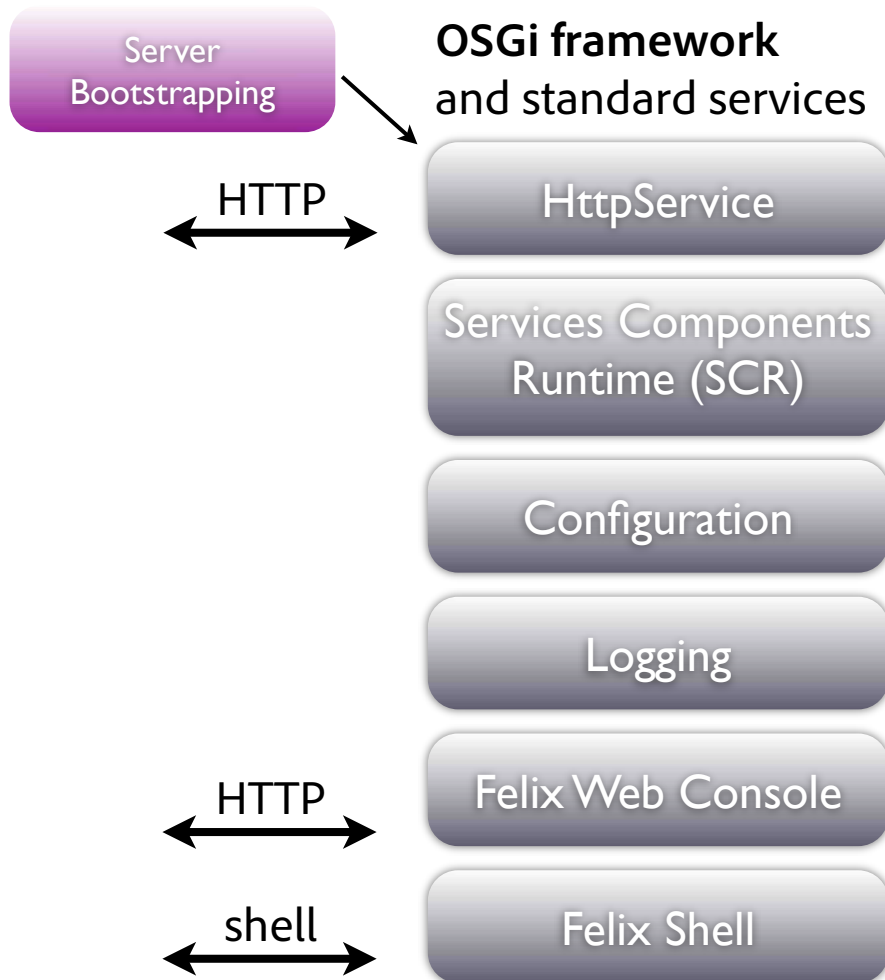 Server
Bootstrapping
OSGi framework
and standard services
HTTP
HttpService
Services Components
Runtime (SCR)
Configuration
Logging
HTTP
Felix Web Console
shell
Felix Shell